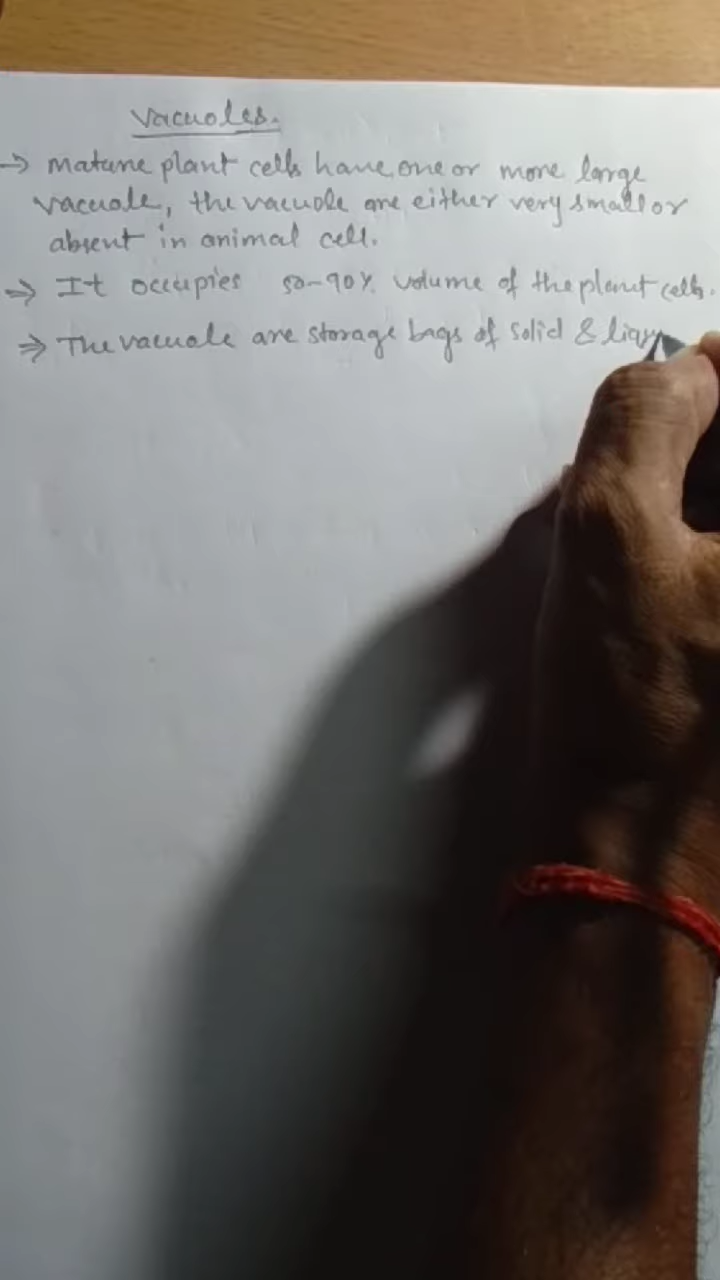 Vacuoles.
→ mature plant cells have, one or more large
vacuole, the vacuole are either very small or
absent in animal cell.
⇒ It occupies 50-90% volume of the plant cells.
⇒ The vacuole are storage bags of solid & liqu